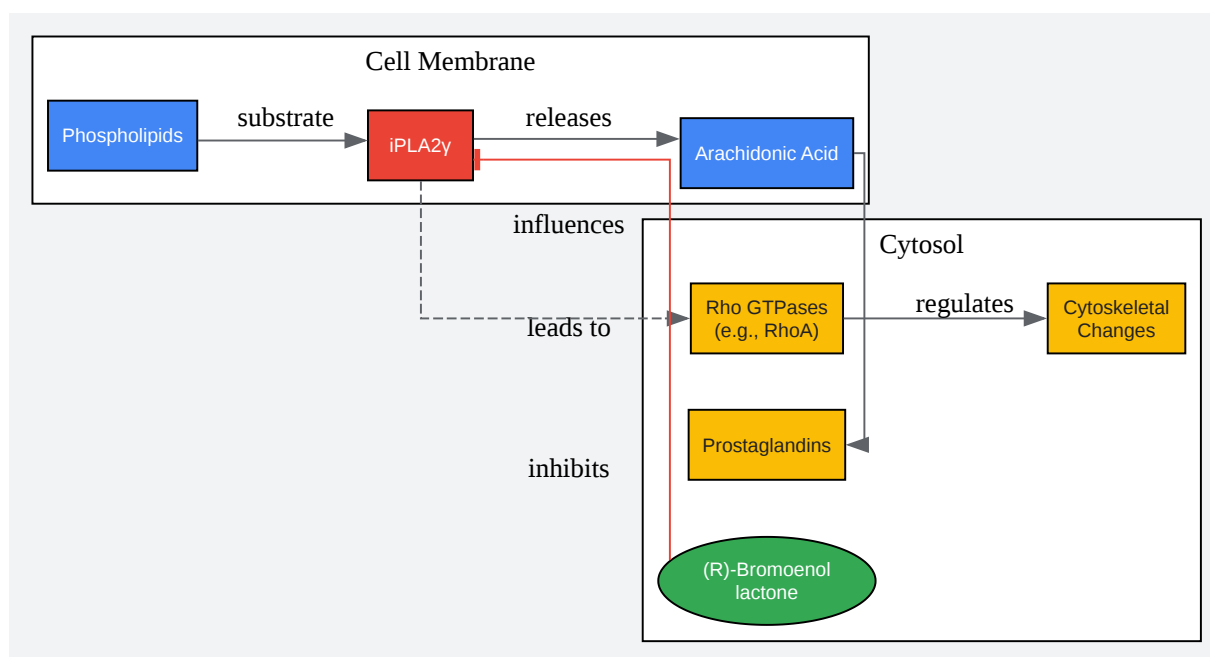 Cell Membrane
Phospholipids
substrate
iPLA2γ
releases
Arachidonic Acid
influences
Cytosol
Rho GTPases
(e.g., RhoA)
regulates
Cytoskeletal
Changes
leads to
Prostaglandins
inhibits
(R)-Bromoenol
lactone